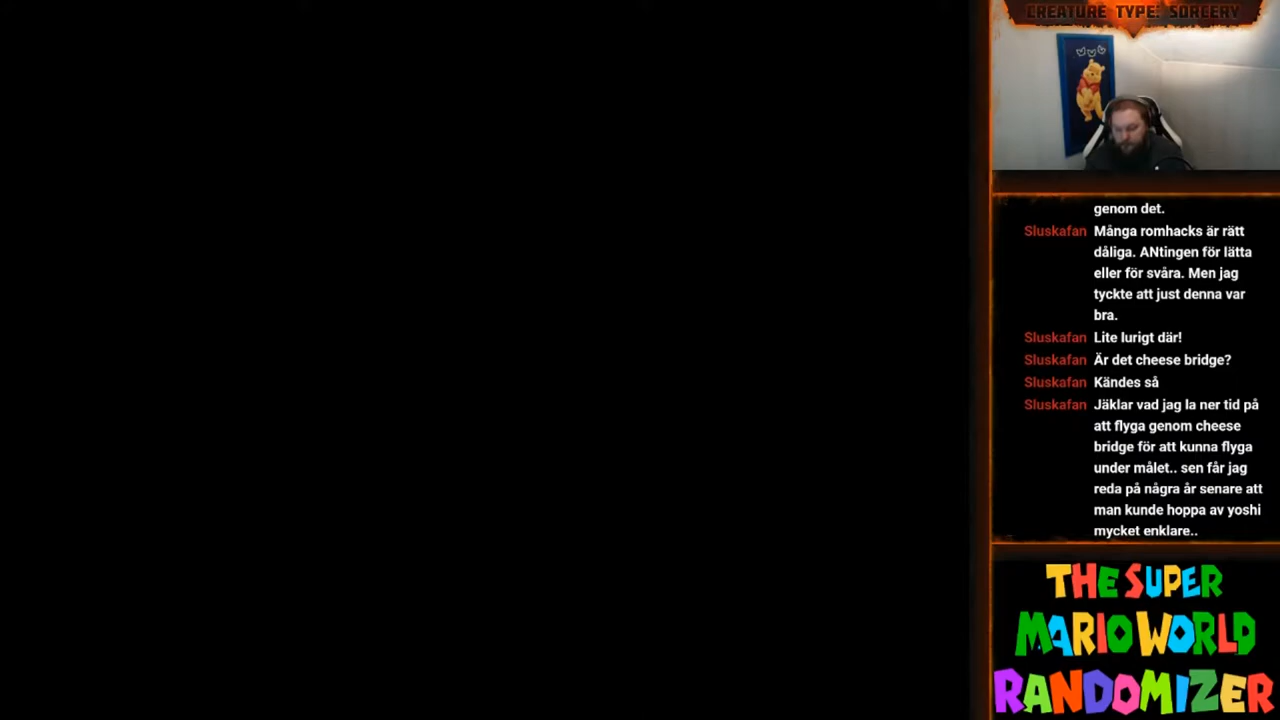 CREATURE TYPE: SORCERY
genom det.
Sluskafan Många romhacks är rätt
dåliga. ANtingen för lätta
eller för svåra. Men jag
tyckte att just denna var
bra.
Sluskafan Lite lurigt där!
Sluskafan Är det cheese bridge?
Sluskafan Kändes så
Sluskafan Jäklar vad jag la ner tid på
att flyga genom cheese
bridge för att kunna flyga
under målet.. sen får jag
reda på några år senare att
man kunde hoppa av yoshi
mycket enklare..
THE SUPER
MARIO WORLD
RANDOMIZER